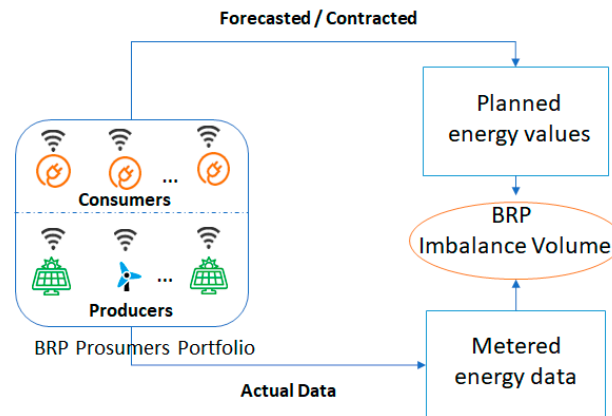 Forecasted / Contracted
Planned
energy values
...
Consumers
BRP
Imbalance Volume
...
Producers
BRP Prosumers Portfolio
Metered
energy data
Actual Data